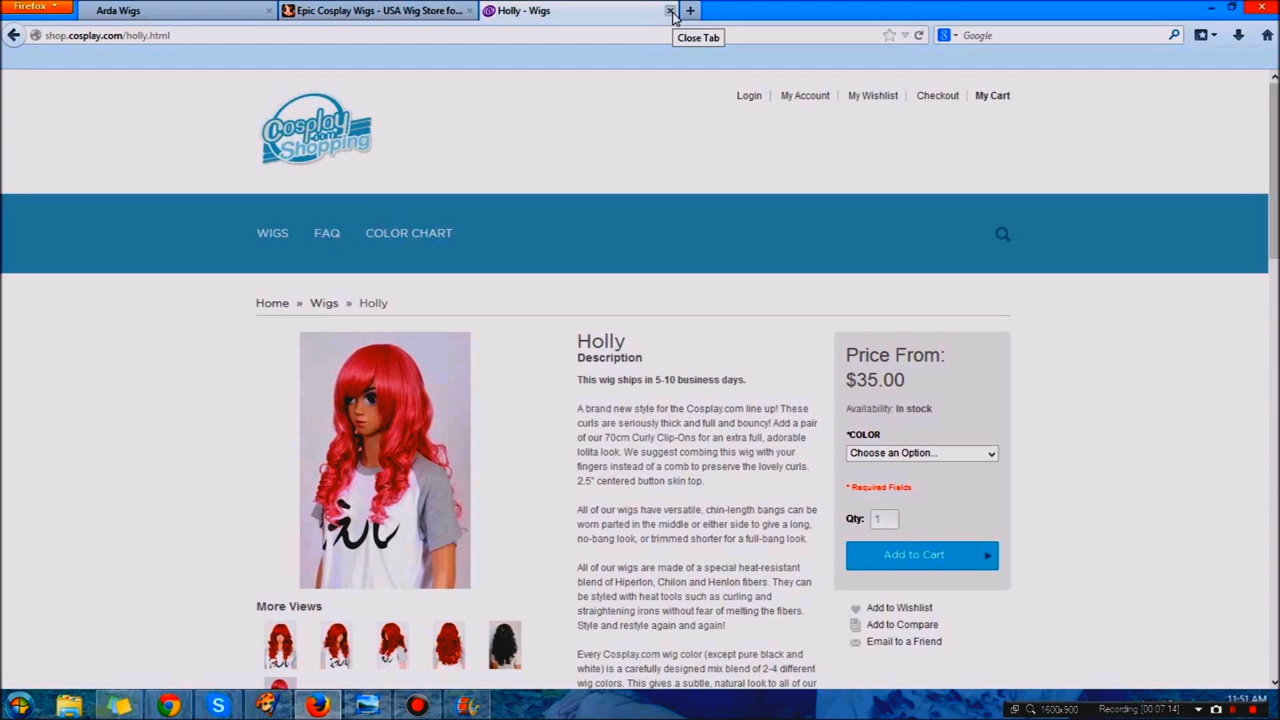 Firefox
Arda Wigs
Epic Cosplay Wigs - USA Wig Store fo...
Holly - Wigs
Close Tab
shop.cosplay.com/holly.html
Google
Login
My Account
My Wishlist
Checkout
My Cart
Cosplay
.com
Shopping
WIGS
FAQ
COLOR CHART
Home » Wigs » Holly
Holly
Description
This wig ships in 5-10 business days.
A brand new style for the Cosplay.com line up! These
curls are seriously thick and full and bouncy! Add a pair
of our 70cm Curly Clip-Ons for an extra full, adorable
lolita look. We suggest combing this wig with your
fingers instead of a comb to preserve the lovely curls.
2.5" centered button skin top.
All of our wigs have versatile, chin-length bangs can be
worn parted in the middle or either side to give a long,
no-bang look, or trimmed shorter for a full-bang look.
All of our wigs are made of a special heat-resistant
blend of Hiperlon, Chilon and Henlon fibers. They can
be styled with heat tools such as curling and
straightening irons without fear of melting the fibers.
Style and restyle again and again!
Every Cosplay.com wig color (except pure black and
white) is a carefully designed mix blend of 2-4 different
wig colors. This gives a subtle, natural look to all of our
Price From:
$35.00
Availability: In stock
*COLOR
Choose an Option...
* Required Fields
Qty: 1
Add to Cart
Add to Wishlist
Add to Compare
Email to a Friend
えし
More Views
11:51 AM
1600x900
Recording [00:07:14]